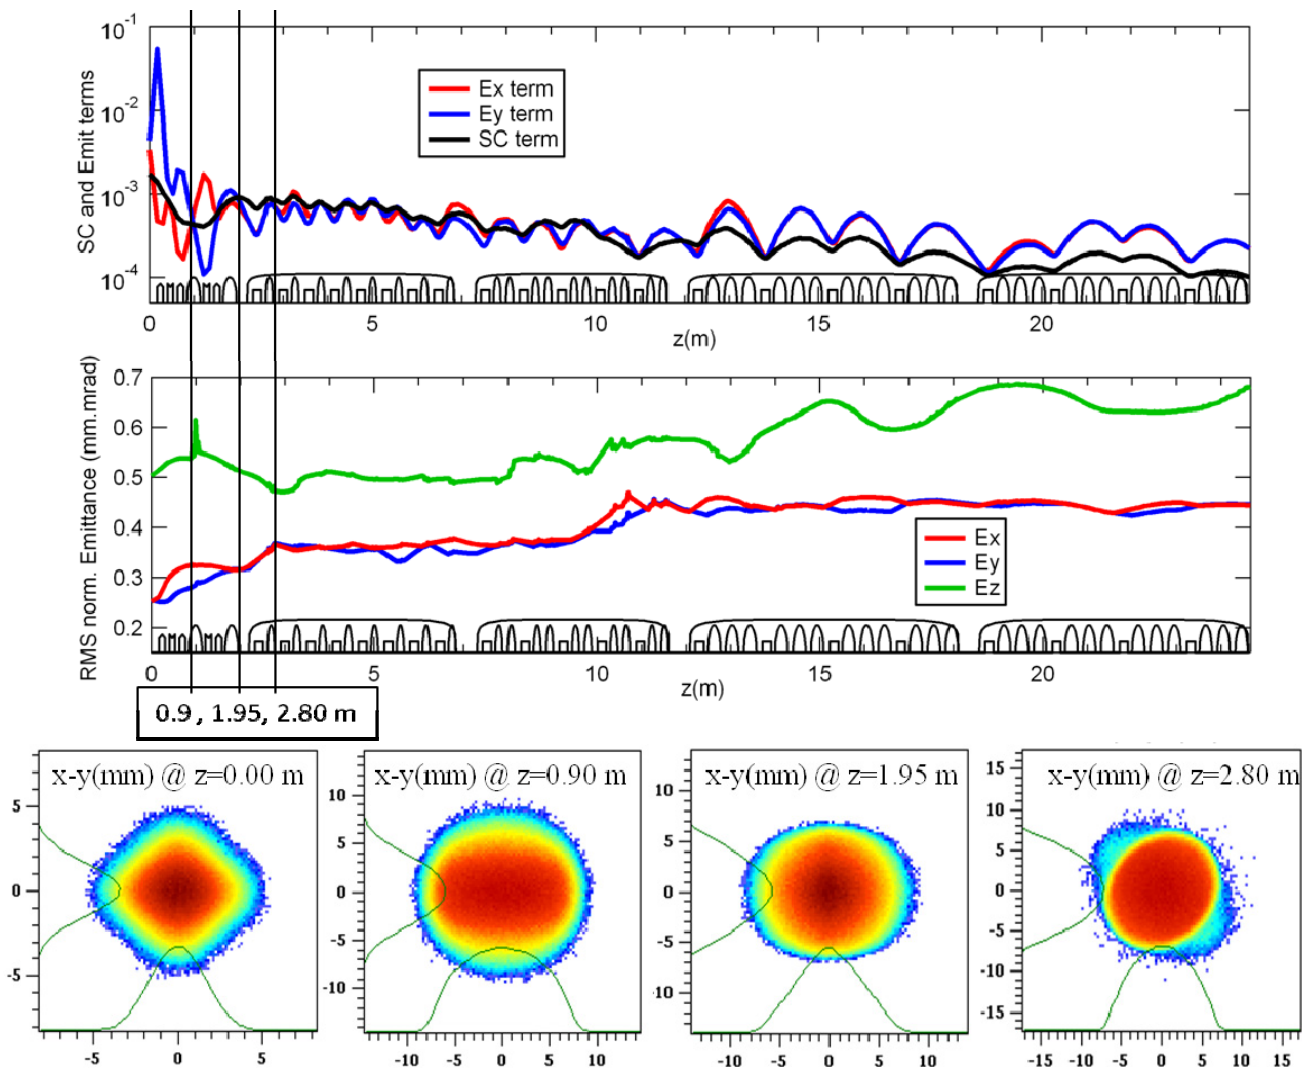 10^-1
10^-2
10^-3
10^-4
SC and Emit terms
Ex term
Ey term
SC term
0 5 10 15 20
z(m)
0.7
0.6
0.5
0.4
0.3
0.2
RMS norm. Emittance (mm.mrad)
Ex
Ey
Ez
0 5 10 15 20
z(m)
0.9 , 1.95, 2.80 m
x-y(mm) @ z=0.00 m
5
0
-5
-5 0 5
x-y(mm) @ z=0.90 m
10
5
0
-5
-10
-10 -5 0 5 10
x-y(mm) @ z=1.95 m
10
5
0
-5
-10
-10 -5 0 5 10
x-y(mm) @ z=2.80 m
15
10
5
0
-5
-10
-15
-15 -10 -5 0 5 10 15